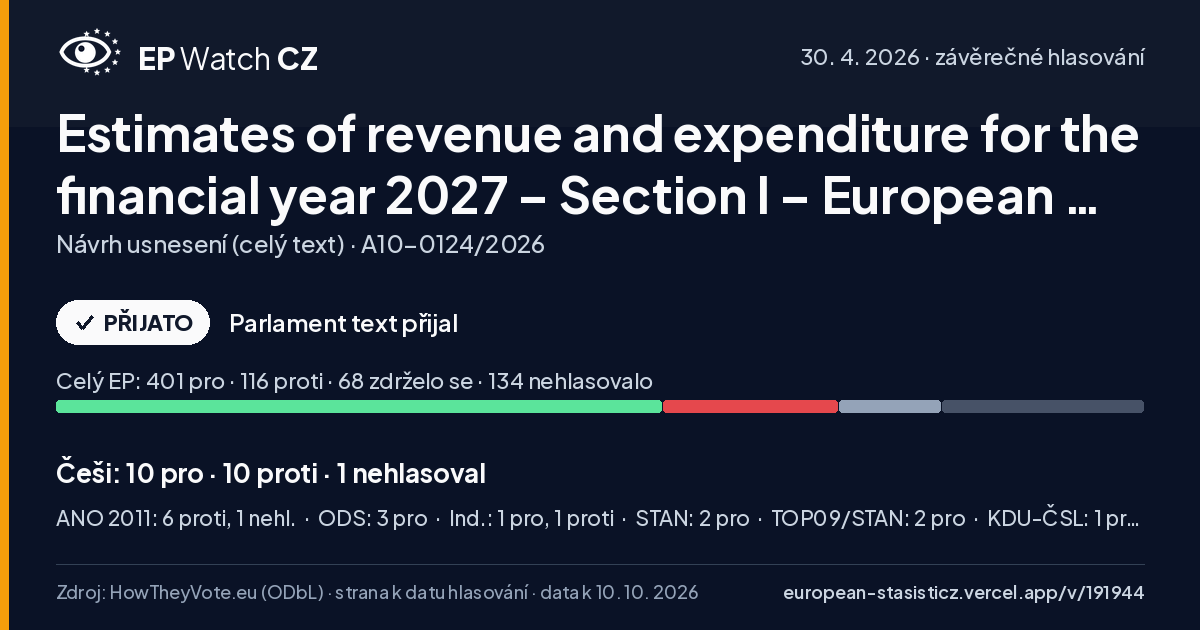 EP Watch CZ
30. 4. 2026 · závěrečné hlasování
Estimates of revenue and expenditure for the
financial year 2027 – Section I – European …
Návrh usnesení (celý text) · A10-0124/2026
✓ PŘIJATO Parlament text přijal
Celý EP: 401 pro · 116 proti · 68 zdrželo se · 134 nehlasovalo
Češi: 10 pro · 10 proti · 1 nehlasoval
ANO 2011: 6 proti, 1 nehl. · ODS: 3 pro · Ind.: 1 pro, 1 proti · STAN: 2 pro · TOP09/STAN: 2 pro · KDU-ČSL: 1 pr…
Zdroj: HowTheyVote.eu (ODbL) · strana k datu hlasování · data k 10. 10. 2026
european-stasisticz.vercel.app/v/191944